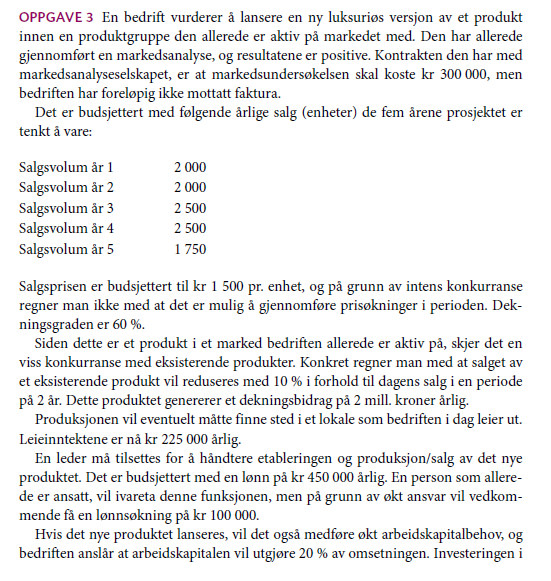 OPPGAVE 3 En bedrift vurderer å lansere en ny luksuriøs versjon av et produkt
innen en produktgruppe den allerede er aktiv på markedet med. Den har allerede
gjennomført en markedsanalyse, og resultatene er positive. Kontrakten den har med
markedsanalyseselskapet, er at markedsundersøkelsen skal koste kr 300 000, men
bedriften har foreløpig ikke mottatt faktura.
Det er budsjettert med følgende årlige salg (enheter) de fem årene prosjektet er
tenkt å vare:
Salgsvolum år 1 2 000
Salgsvolum år 2 2 000
Salgsvolum år 3 2 500
Salgsvolum år 4 2 500
Salgsvolum år 5 1 750
Salgsprisen er budsjettert til kr 1 500 pr. enhet, og på grunn av intens konkurranse
regner man ikke med at det er mulig å gjennomføre prisøkninger i perioden. Dek-
ningsgraden er 60 %.
Siden dette er et produkt i et marked bedriften allerede er aktiv på, skjer det en
viss konkurranse med eksisterende produkter. Konkret regner man med at salget av
et eksisterende produkt vil reduseres med 10 % i forhold til dagens salg i en periode
på 2 år. Dette produktet genererer et dekningsbidrag på 2 mill. kroner årlig.
Produksjonen vil eventuelt måtte finne sted i et lokale som bedriften i dag leier ut.
Leieinntektene er nå kr 225 000 årlig.
En leder må tilsettes for å håndtere etableringen og produksjon/salg av det nye
produktet. Det er budsjettert med en lønn på kr 450 000 årlig. En person som allere-
de er ansatt, vil ivareta denne funksjonen, men på grunn av økt ansvar vil vedkom-
mende få en lønnsøkning på kr 100 000.
Hvis det nye produktet lanseres, vil det også medføre økt arbeidskapitalbehov, og
bedriften anslår at arbeidskapitalen vil utgjøre 20 % av omsetningen. Investeringen i